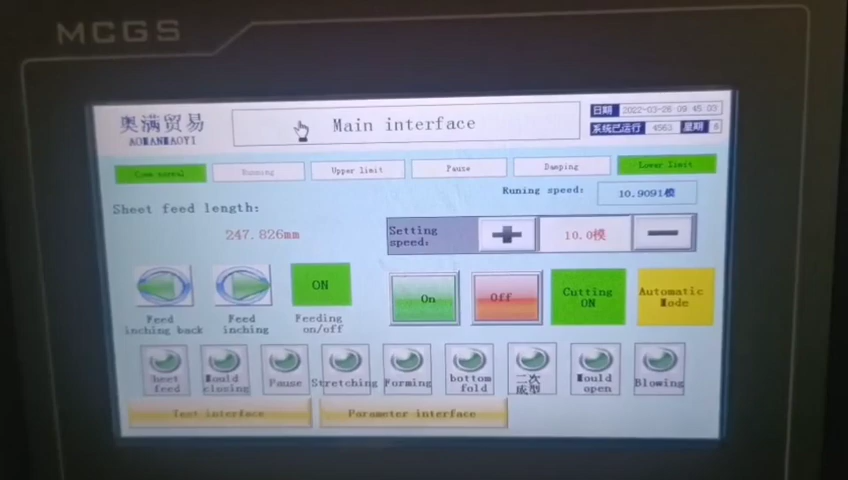 MCGS
奥满贸易
AOMANMAOYI
Main interface
日期 2022-03-26 09:45:03
系统已运行 4563 星期 6
Comm normal
Running
Upper limit
Pause
Damping
Lower limit
Runing speed: 10.9091模
Sheet feed length:
247.826mm
Setting speed: + 10.0模 —
ON
On
Off
Cutting ON
Automatic Mode
Feed inching back
Feed inching
Feeding on/off
Sheet feed
Mould closing
Pause
Stretching
Forming
bottom fold
二次成型
Mould open
Blowing
Test interface
Parameter interface